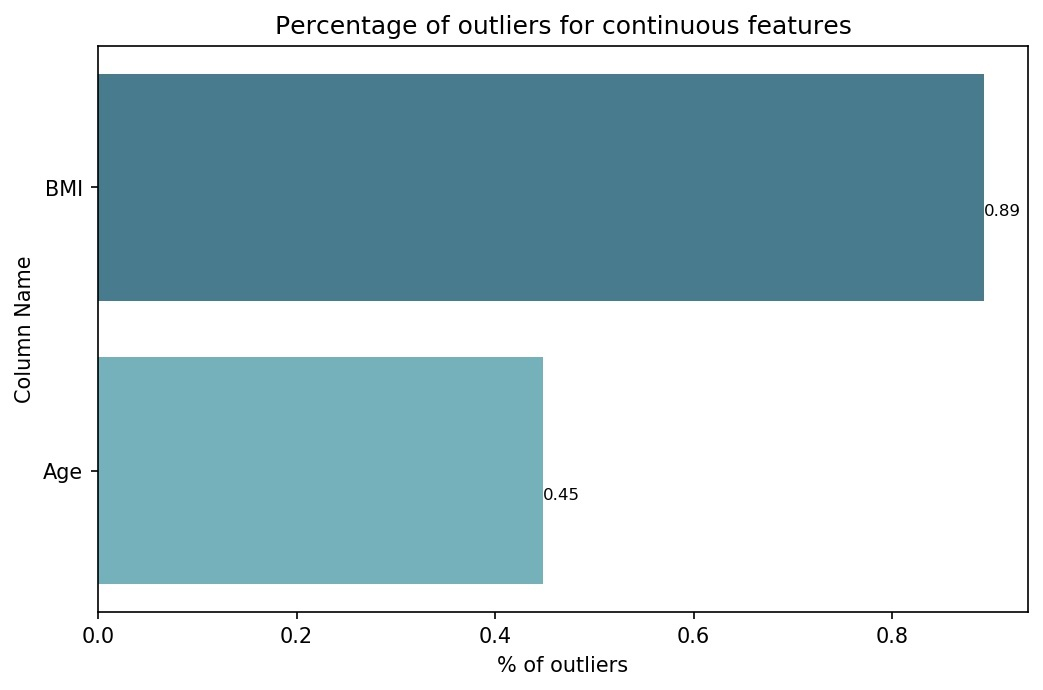 Percentage of outliers for continuous features
BMI
0.89
Column Name
Age
0.45
0.0 0.2 0.4 0.6 0.8
% of outliers